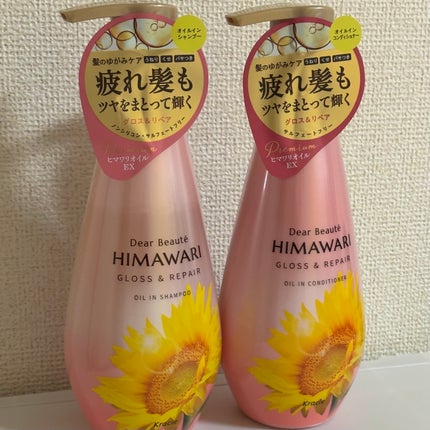 オイルイン
シャンプー
髪のゆがみケア うねり くせ パサつき
疲れ髪も
ツヤをまとって輝く
グロス&リペア
ノンシリコン・サルフェートフリー
Premium
ヒマワリオイル
EX
Dear Beauté
HIMAWARI
GLOSS & REPAIR
OIL IN SHAMPOO
Kracie
オイルイン
コンディショナー
髪のゆがみケア うねり くせ パサつき
疲れ髪も
ツヤをまとって輝く
グロス&リペア
サルフェートフリー
Premium
ヒマワリオイル
EX
Dear Beauté
HIMAWARI
GLOSS & REPAIR
OIL IN CONDITIONER
Kracie